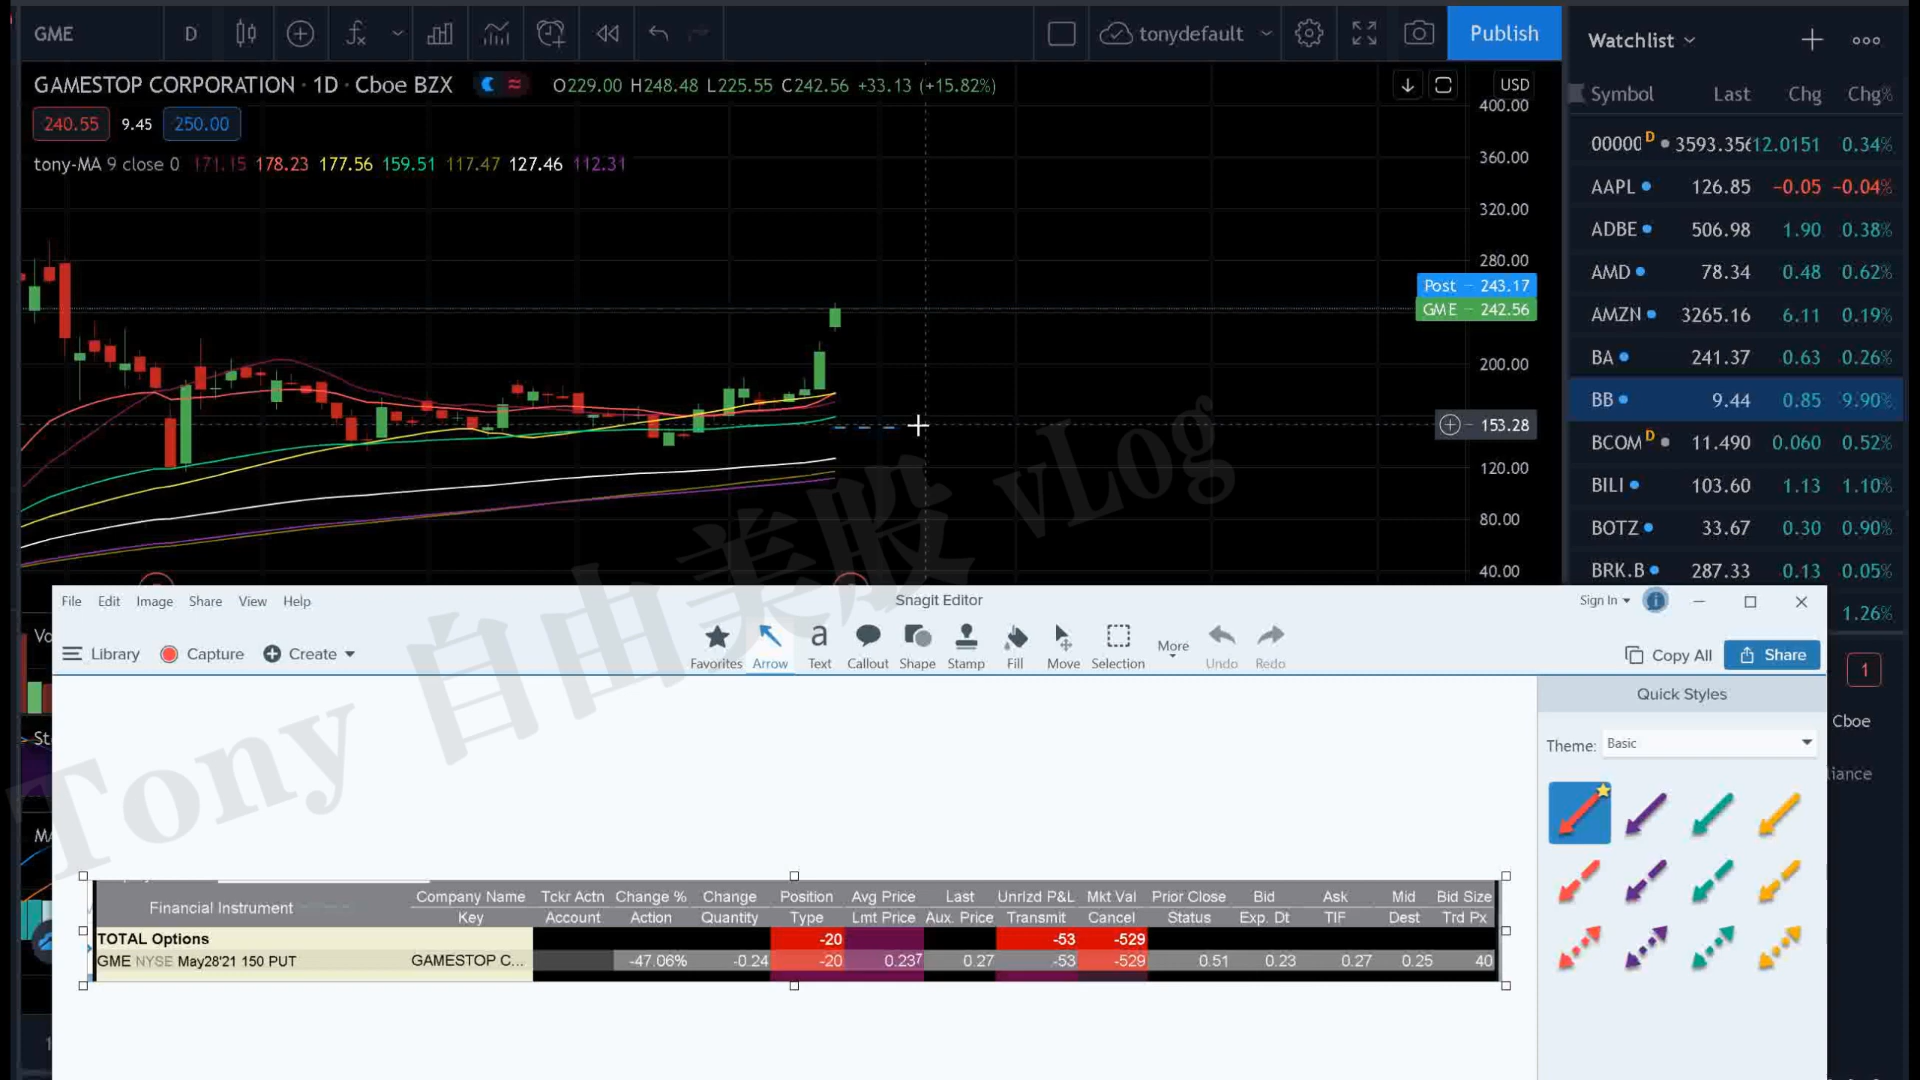 GME D tonydefault Publish
Watchlist
GAMESTOP CORPORATION · 1D · Cboe BZX O229.00 H248.48 L225.55 C242.56 +33.13 (+15.82%)
USD
240.55 9.45 250.00
tony-MA 9 close 0 171.15 178.23 177.56 159.51 117.47 127.46 112.31
400.00
360.00
320.00
280.00
Post 243.17
GME 242.56
200.00
153.28
120.00
80.00
40.00
Symbol Last Chg Chg%
00000 D 3593.356 12.0151 0.34%
AAPL 126.85 −0.05 −0.04%
ADBE 506.98 1.90 0.38%
AMD 78.34 0.48 0.62%
AMZN 3265.16 6.11 0.19%
BA 241.37 0.63 0.26%
BB 9.44 0.85 9.90%
BCOM D 11.490 0.060 0.52%
BILI 103.60 1.13 1.10%
BOTZ 33.67 0.30 0.90%
BRK.B 287.33 0.13 0.05%
1.26%
1
Cboe
liance
Vo
St
MA
Tony 自由美股 vLog
File Edit Image Share View Help
Snagit Editor
Sign In
Library Capture Create
Favorites Arrow Text Callout Shape Stamp Fill Move Selection More Undo Redo
Copy All Share
Quick Styles
Theme: Basic
Financial Instrument
Company Name Tckr Actn Change % Change Position Avg Price Last Unrlzd P&L Mkt Val Prior Close Bid Ask Mid Bid Size
Key Account Action Quantity Type Lmt Price Aux. Price Transmit Cancel Status Exp. Dt TIF Dest Trd Px
TOTAL Options -20 -53 -529
GME NYSE May28'21 150 PUT GAMESTOP C... -47.06% -0.24 -20 0.237 0.27 -53 -529 0.51 0.23 0.27 0.25 40